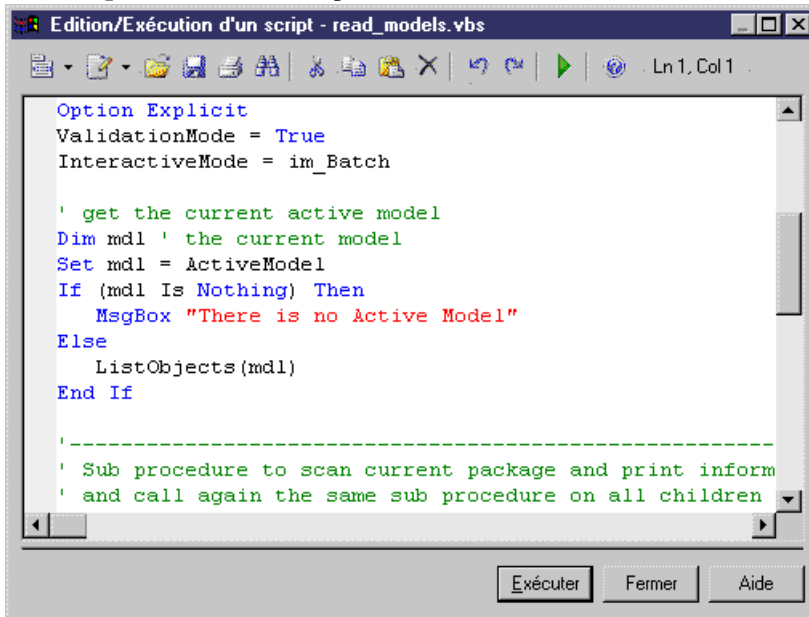 Edition/Exécution d'un script - read_models.vbs
Ln 1, Col 1
Option Explicit
ValidationMode = True
InteractiveMode = im_Batch
' get the current active model
Dim mdl ' the current model
Set mdl = ActiveModel
If (mdl Is Nothing) Then
MsgBox "There is no Active Model"
Else
ListObjects(mdl)
End If
'-----------------------------------------------------
' Sub procedure to scan current package and print inform
' and call again the same sub procedure on all children
Exécuter Fermer Aide